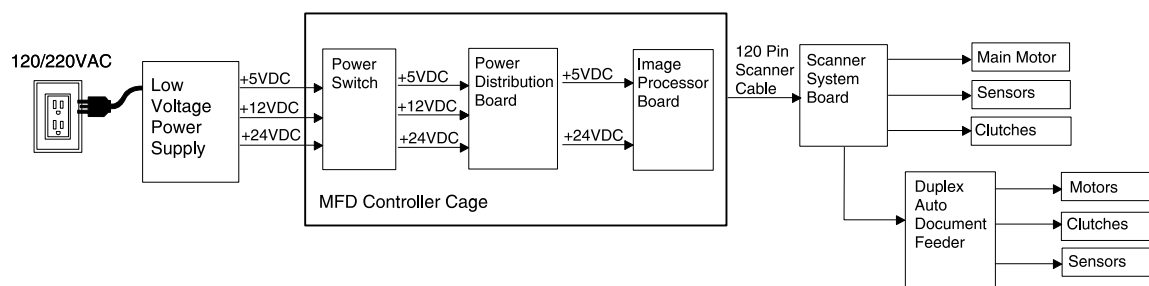 120/220VAC
Low
Voltage
Power
Supply
+5VDC
+12VDC
+24VDC
Power
Switch
+5VDC
+12VDC
+24VDC
Power
Distribution
Board
+5VDC
+24VDC
Image
Processor
Board
MFD Controller Cage
120 Pin
Scanner
Cable
Scanner
System
Board
Main Motor
Sensors
Clutches
Duplex
Auto
Document
Feeder
Motors
Clutches
Sensors